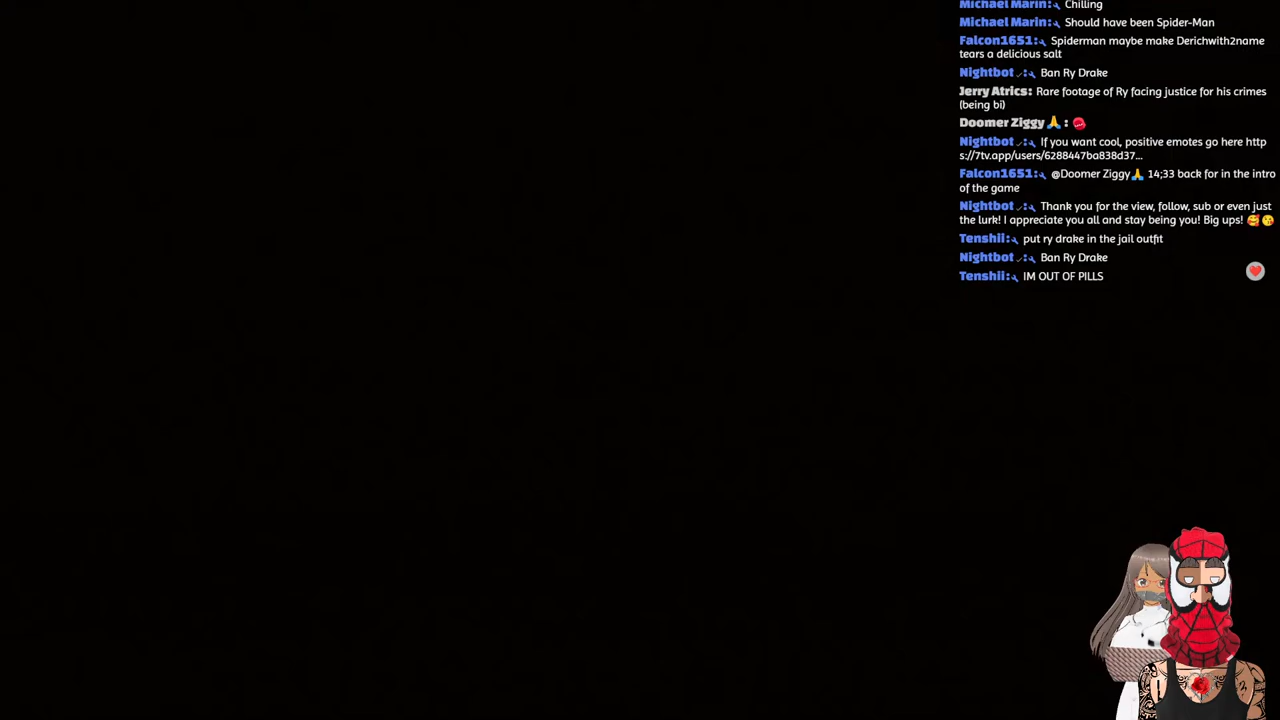 Michael Marin: Chilling
Michael Marin: Should have been Spider-Man
Falcon1651: Spiderman maybe make Derichwith2name
tears a delicious salt
Nightbot: Ban Ry Drake
Jerry Atrics: Rare footage of Ry facing justice for his crimes
(being bi)
Doomer Ziggy🙏:
Nightbot: If you want cool, positive emotes go here http
s://7tv.app/users/6288447ba838d37...
Falcon1651: @Doomer Ziggy🙏 14;33 back for in the intro
of the game
Nightbot: Thank you for the view, follow, sub or even just
the lurk! I appreciate you all and stay being you! Big ups! 🥰😘
Tenshii: put ry drake in the jail outfit
Nightbot: Ban Ry Drake
Tenshii: IM OUT OF PILLS